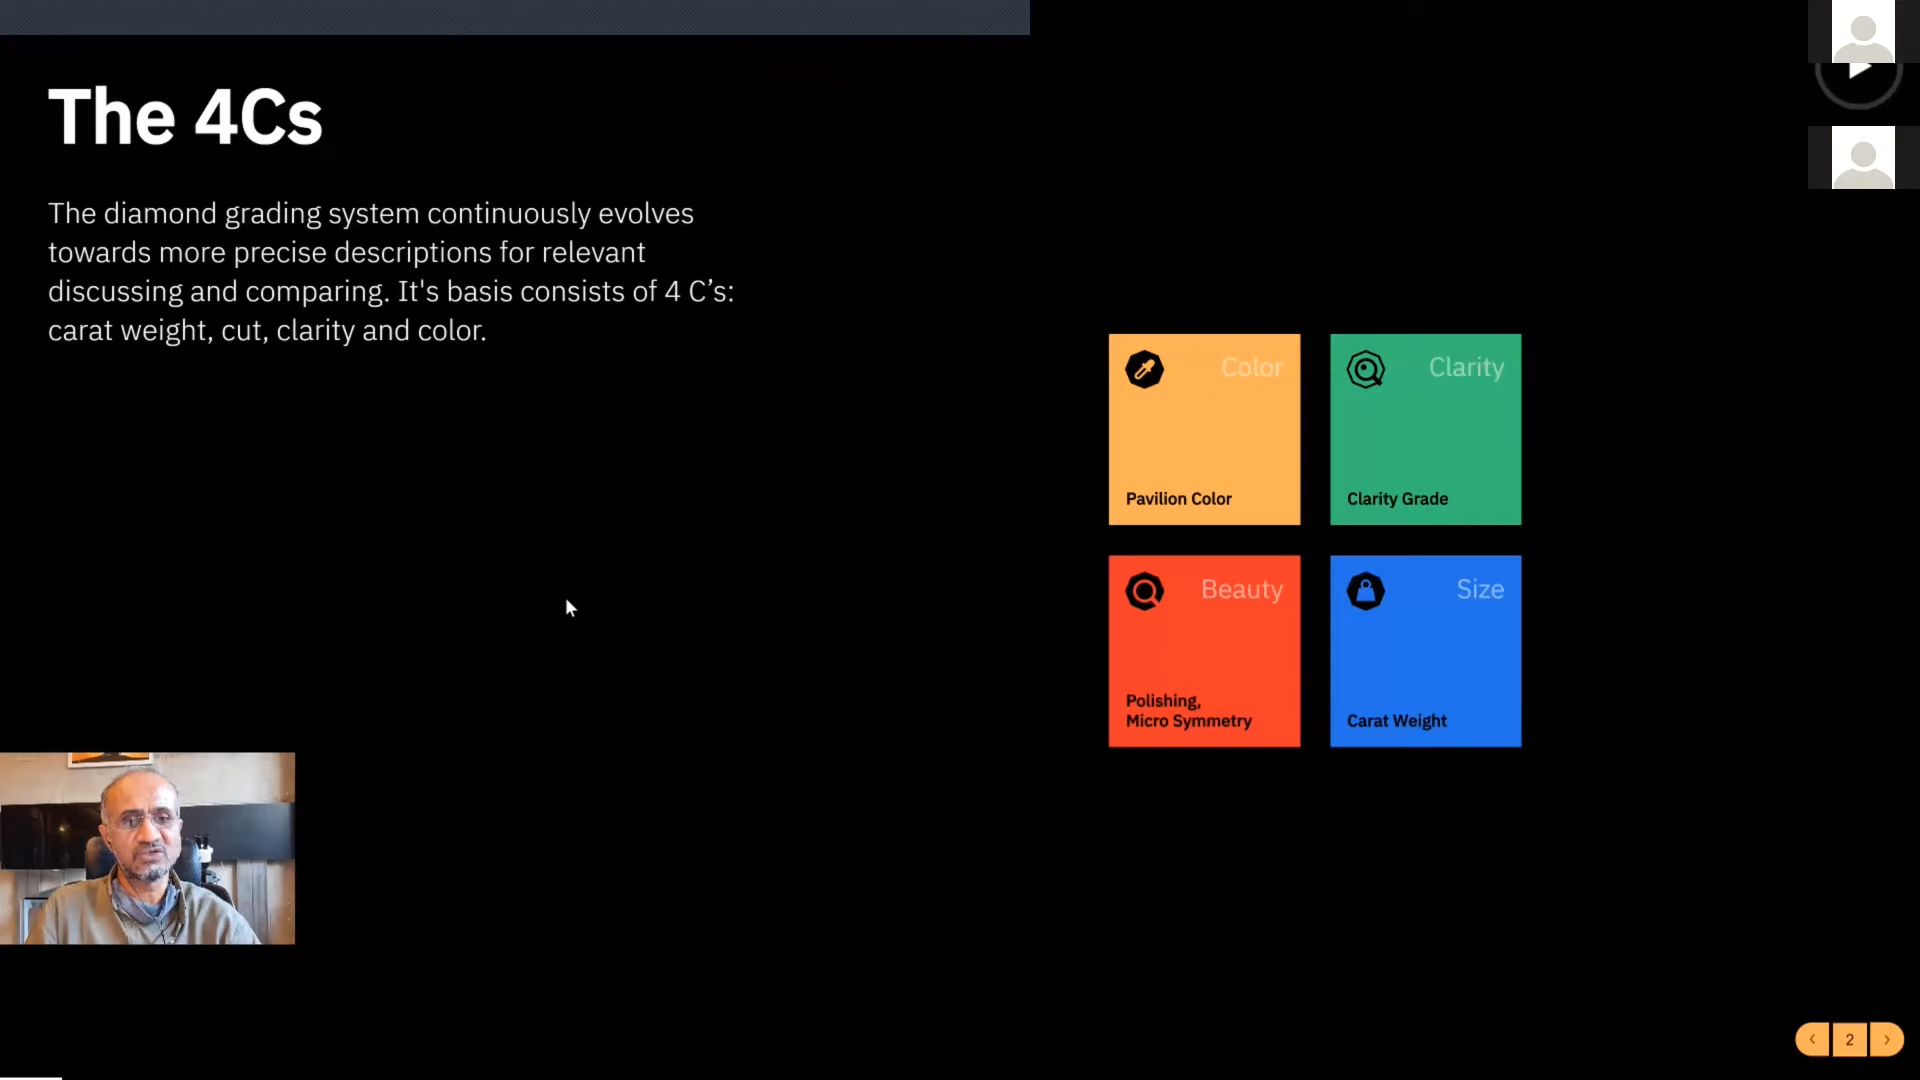 The 4Cs
The diamond grading system continuously evolves
towards more precise descriptions for relevant
discussing and comparing. It's basis consists of 4 C’s:
carat weight, cut, clarity and color.
Color
Pavilion Color
Clarity
Clarity Grade
Beauty
Polishing,
Micro Symmetry
Size
Carat Weight
2